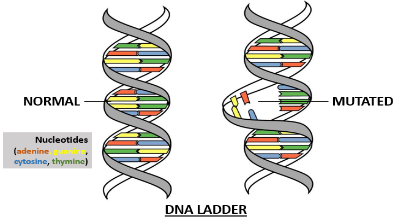 NORMAL
MUTATED
Nucleotides
(adenine, guanine,
cytosine, thymine)
DNA LADDER